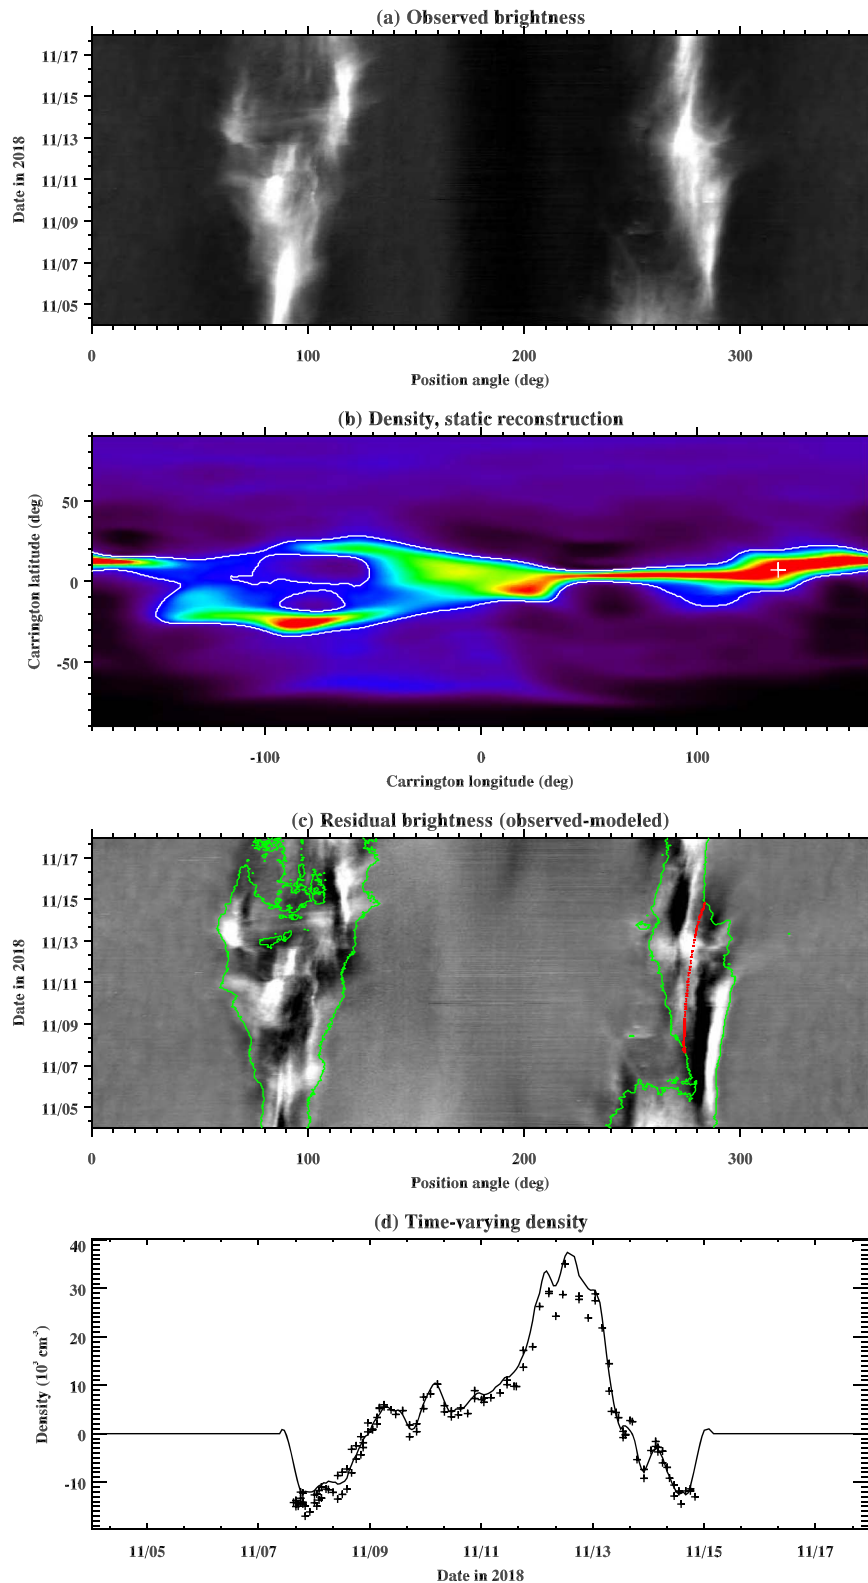 (a) Observed brightness
11/17
11/15
11/13
11/11
11/09
11/07
11/05
Date in 2018
0 100 200 300
Position angle (deg)
(b) Density, static reconstruction
50
0
-50
Carrington latitude (deg)
-100 0 100
Carrington longitude (deg)
(c) Residual brightness (observed-modeled)
11/17
11/15
11/13
11/11
11/09
11/07
11/05
Date in 2018
0 100 200 300
Position angle (deg)
(d) Time-varying density
40
30
20
10
0
-10
Density (10³ cm⁻³)
11/05 11/07 11/09 11/11 11/13 11/15 11/17
Date in 2018